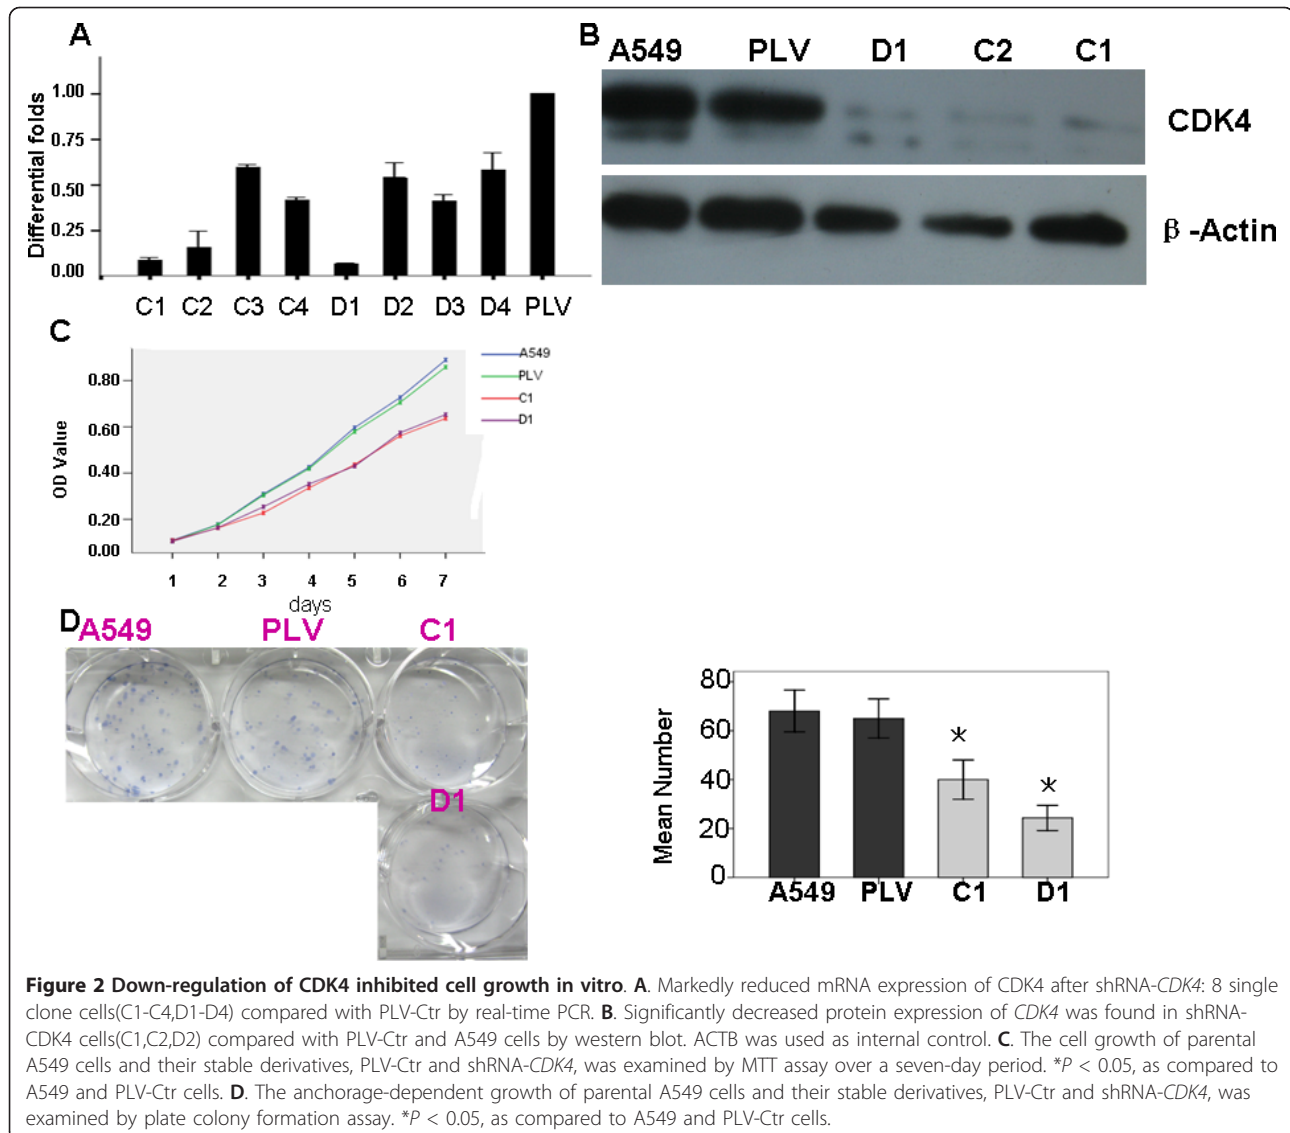 A
Differential folds
1.00
0.75
0.50
0.25
0.00
C1 C2 C3 C4 D1 D2 D3 D4 PLV
B
A549 PLV D1 C2 C1
CDK4
β-Actin
C
OD Value
0.80
0.60
0.40
0.20
0.00
1 2 3 4 5 6 7
days
A549
PLV
C1
D1
D
A549 PLV C1
D1
Mean Number
80
60
40
20
0
* *
A549 PLV C1 D1
Figure 2 Down-regulation of CDK4 inhibited cell growth in vitro. A. Markedly reduced mRNA expression of CDK4 after shRNA-CDK4: 8 single
clone cells(C1-C4,D1-D4) compared with PLV-Ctr by real-time PCR. B. Significantly decreased protein expression of CDK4 was found in shRNA-
CDK4 cells(C1,C2,D2) compared with PLV-Ctr and A549 cells by western blot. ACTB was used as internal control. C. The cell growth of parental
A549 cells and their stable derivatives, PLV-Ctr and shRNA-CDK4, was examined by MTT assay over a seven-day period. *P < 0.05, as compared to
A549 and PLV-Ctr cells. D. The anchorage-dependent growth of parental A549 cells and their stable derivatives, PLV-Ctr and shRNA-CDK4, was
examined by plate colony formation assay. *P < 0.05, as compared to A549 and PLV-Ctr cells.